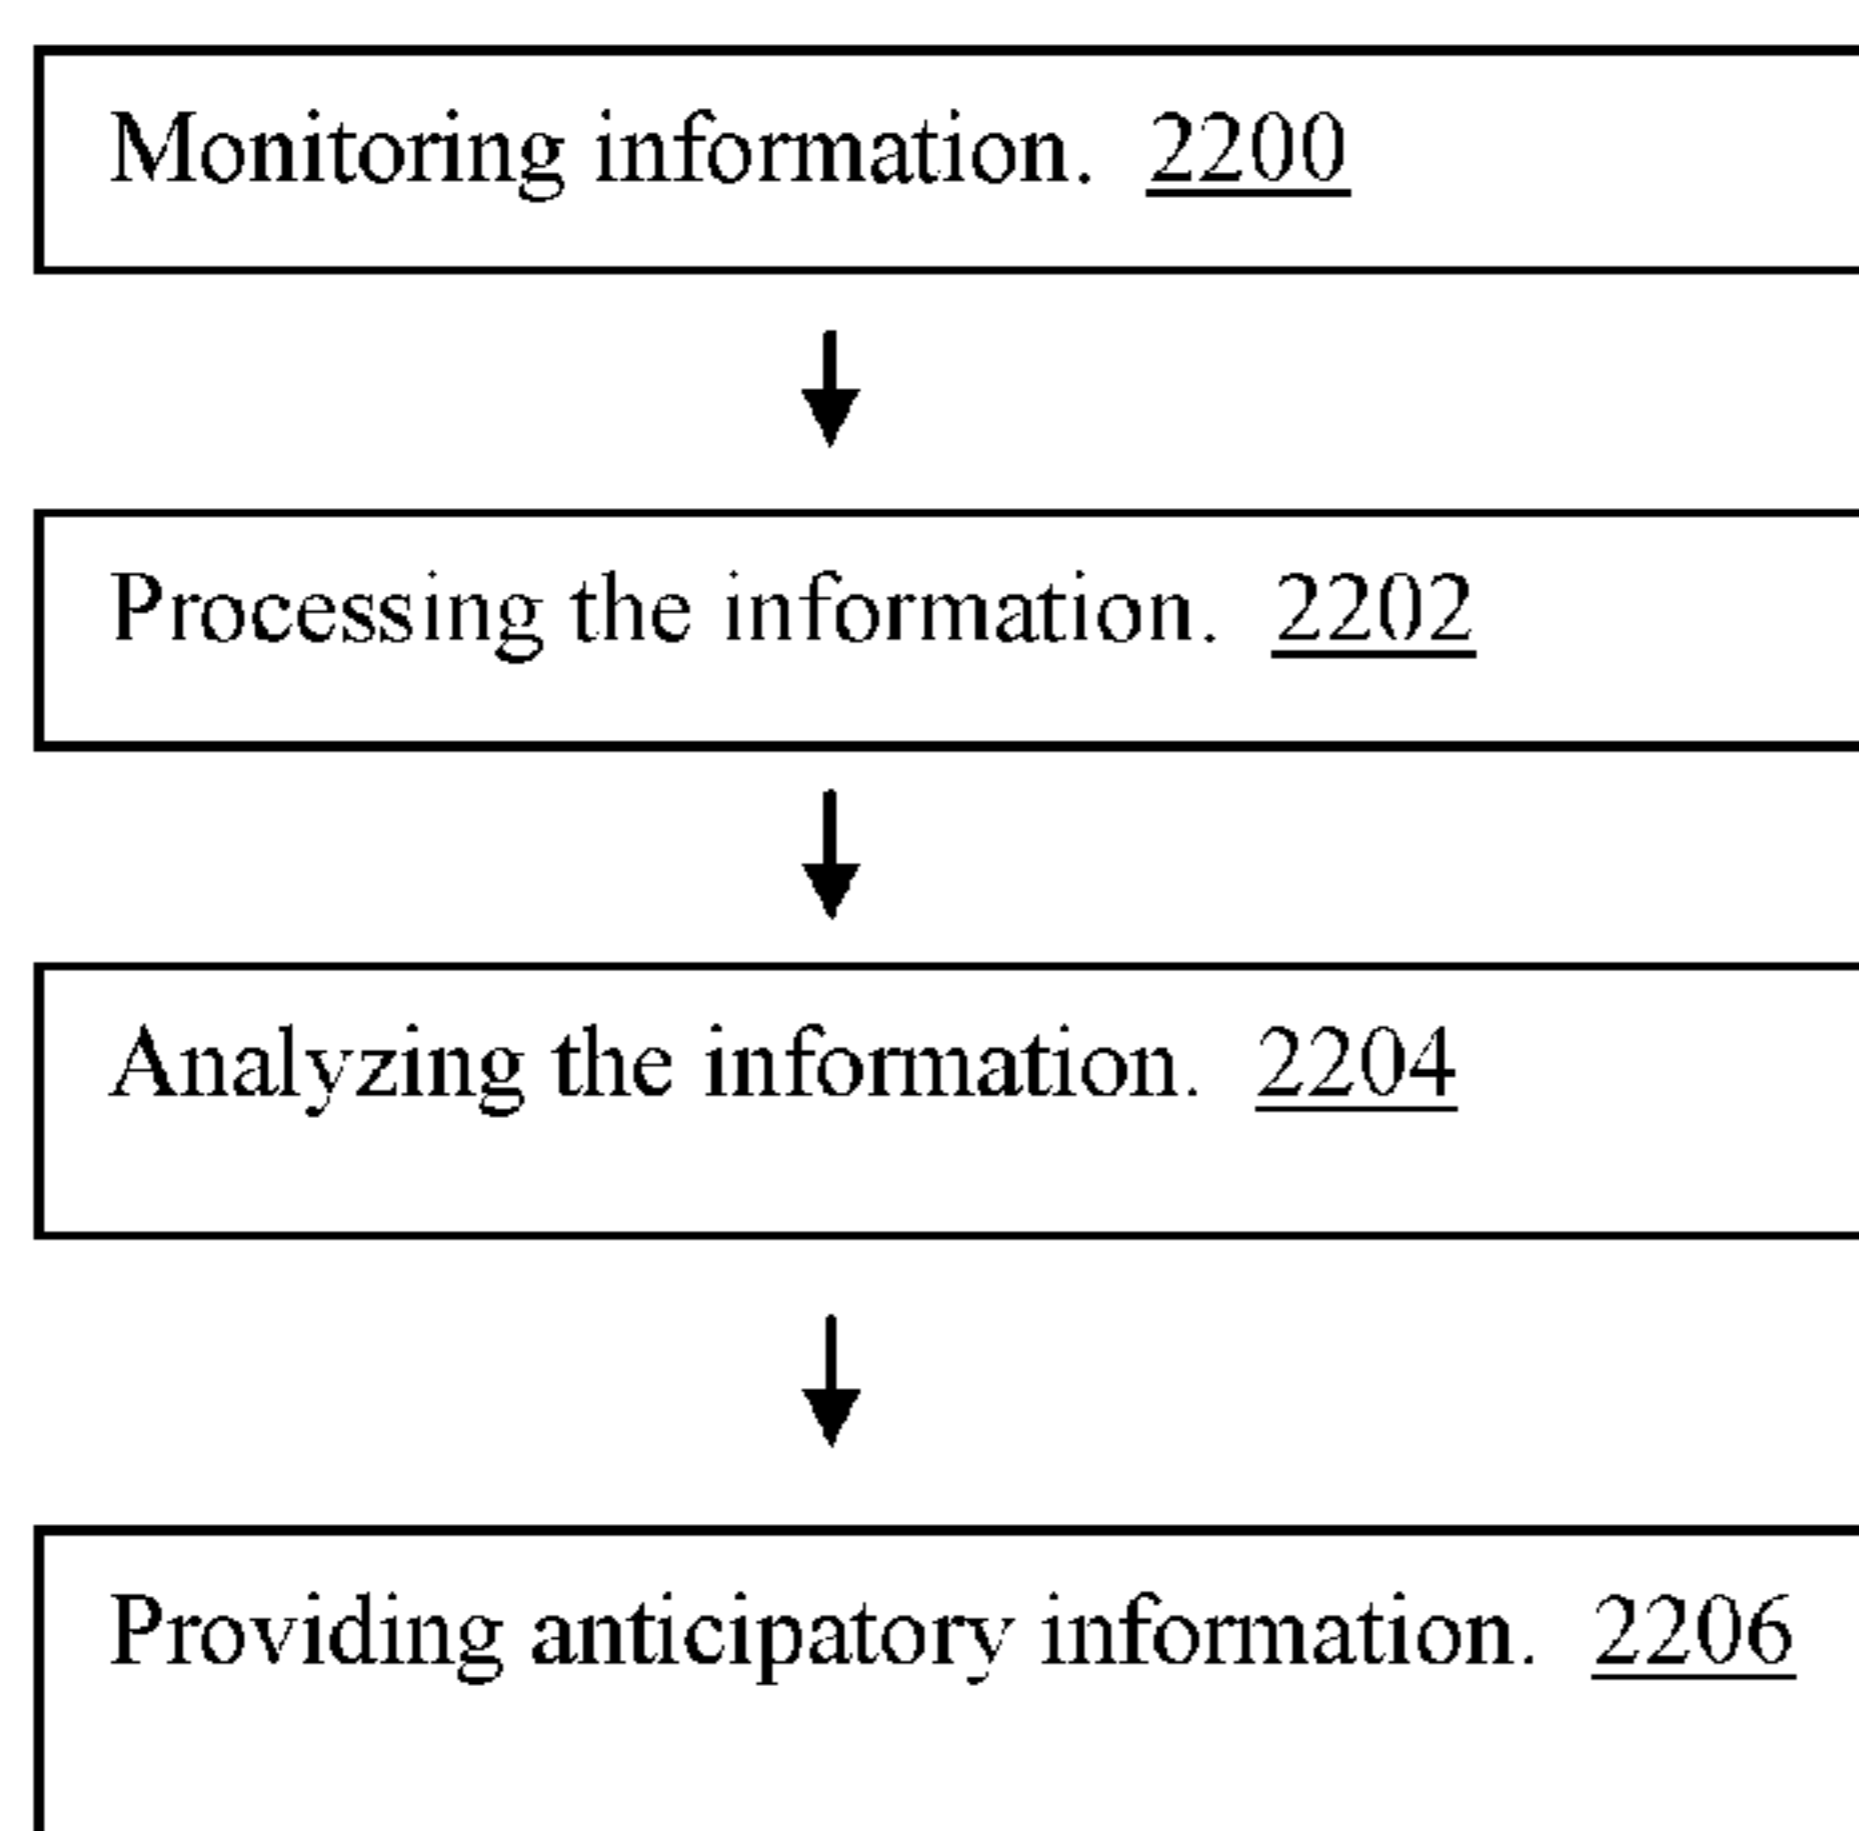 Monitoring information. 2200
Processing the information. 2202
Analyzing the information. 2204
Providing anticipatory information. 2206